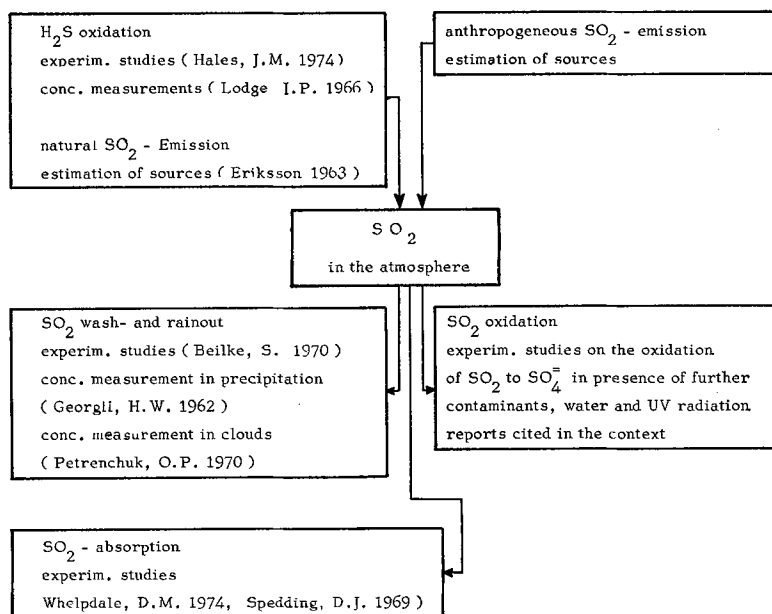 H₂S oxidation
experim. studies ( Hales, J.M. 1974)
conc. measurements ( Lodge J.P. 1966 )
natural SO₂ - Emission
estimation of sources ( Eriksson 1963 )
anthropogeneous SO₂ - emission
estimation of sources
SO₂
in the atmosphere
SO₂ wash- and rainout
experim. studies ( Beilke, S. 1970 )
conc. measurement in precipitation
( Georgii, H.W. 1962 )
conc. measurement in clouds
( Petrenchuk, O.P. 1970 )
SO₂ oxidation
experim. studies on the oxidation
of SO₂ to SO₄⁼ in presence of further
contaminants, water and UV radiation
reports cited in the context
SO₂ - absorption
experim. studies
Whelpdale, D.M. 1974, Spedding, D.J. 1969 )